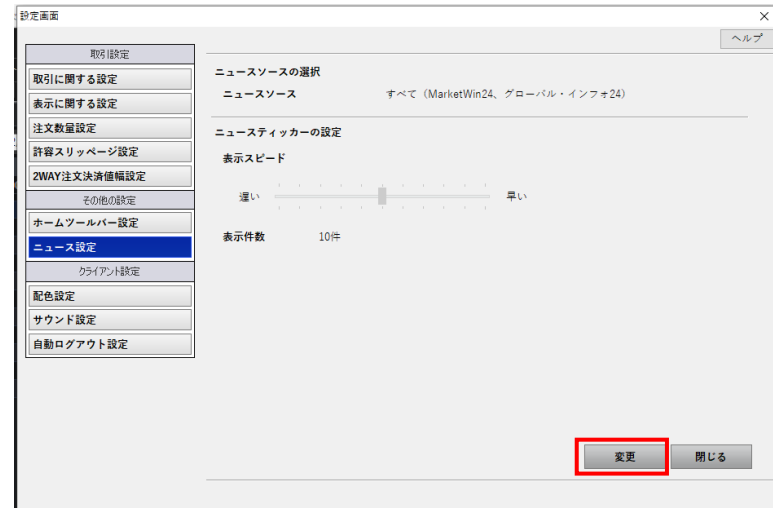 設定画面
ヘルプ
取引設定
取引に関する設定
表示に関する設定
注文数量設定
許容スリッページ設定
2WAY注文決済値幅設定
その他の設定
ホームツールバー設定
ニュース設定
クライアント設定
配色設定
サウンド設定
自動ログアウト設定
ニュースソースの選択
ニュースソース すべて（MarketWin24、グローバル・インフォ24）
ニュースティッカーの設定
表示スピード
遅い 早い
表示件数 10件
変更 閉じる